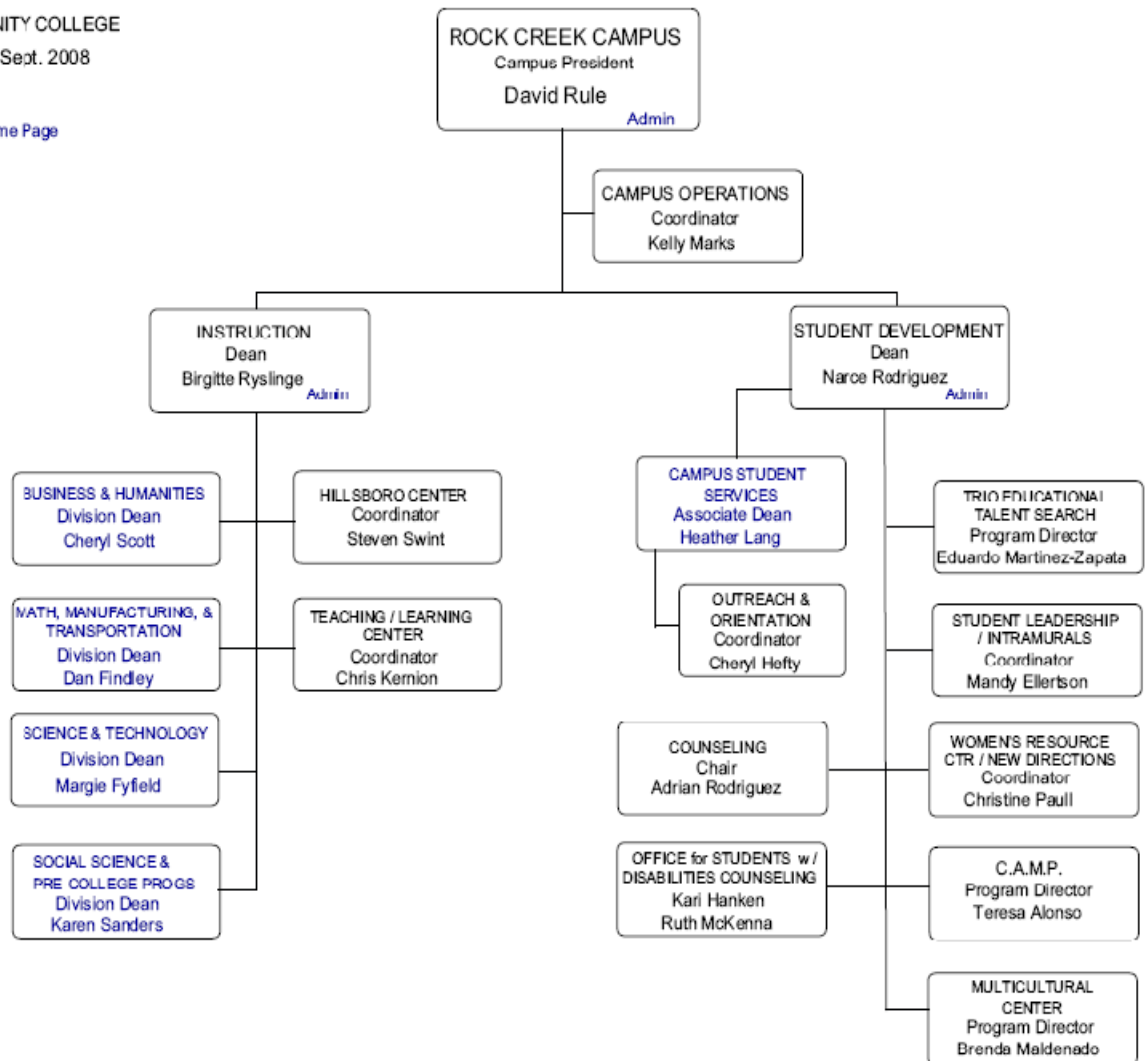 NITY COLLEGE
Sept. 2008
me Page
ROCK CREEK CAMPUS
Campus President
David Rule
Admin
CAMPUS OPERATIONS
Coordinator
Kelly Marks
INSTRUCTION
Dean
Birgitte Ryslinge
Admin
STUDENT DEVELOPMENT
Dean
Narce Rodriguez
Admin
BUSINESS & HUMANITIES
Division Dean
Cheryl Scott
HILLSBORO CENTER
Coordinator
Steven Swint
MATH, MANUFACTURING, &
TRANSPORTATION
Division Dean
Dan Findley
TEACHING / LEARNING
CENTER
Coordinator
Chris Kernion
SCIENCE & TECHNOLOGY
Division Dean
Margie Fyfield
SOCIAL SCIENCE &
PRE COLLEGE PROGS
Division Dean
Karen Sanders
CAMPUS STUDENT
SERVICES
Associate Dean
Heather Lang
OUTREACH &
ORIENTATION
Coordinator
Cheryl Hefty
COUNSELING
Chair
Adrian Rodriguez
OFFICE for STUDENTS w/
DISABILITIES COUNSELING
Kari Hanken
Ruth McKenna
TRIO EDUCATIONAL
TALENT SEARCH
Program Director
Eduardo Martinez-Zapata
STUDENT LEADERSHIP
/ INTRAMURALS
Coordinator
Mandy Ellertson
WOMEN'S RESOURCE
CTR / NEW DIRECTIONS
Coordinator
Christine Paull
C.A.M.P.
Program Director
Teresa Alonso
MULTICULTURAL
CENTER
Program Director
Brenda Maldenado